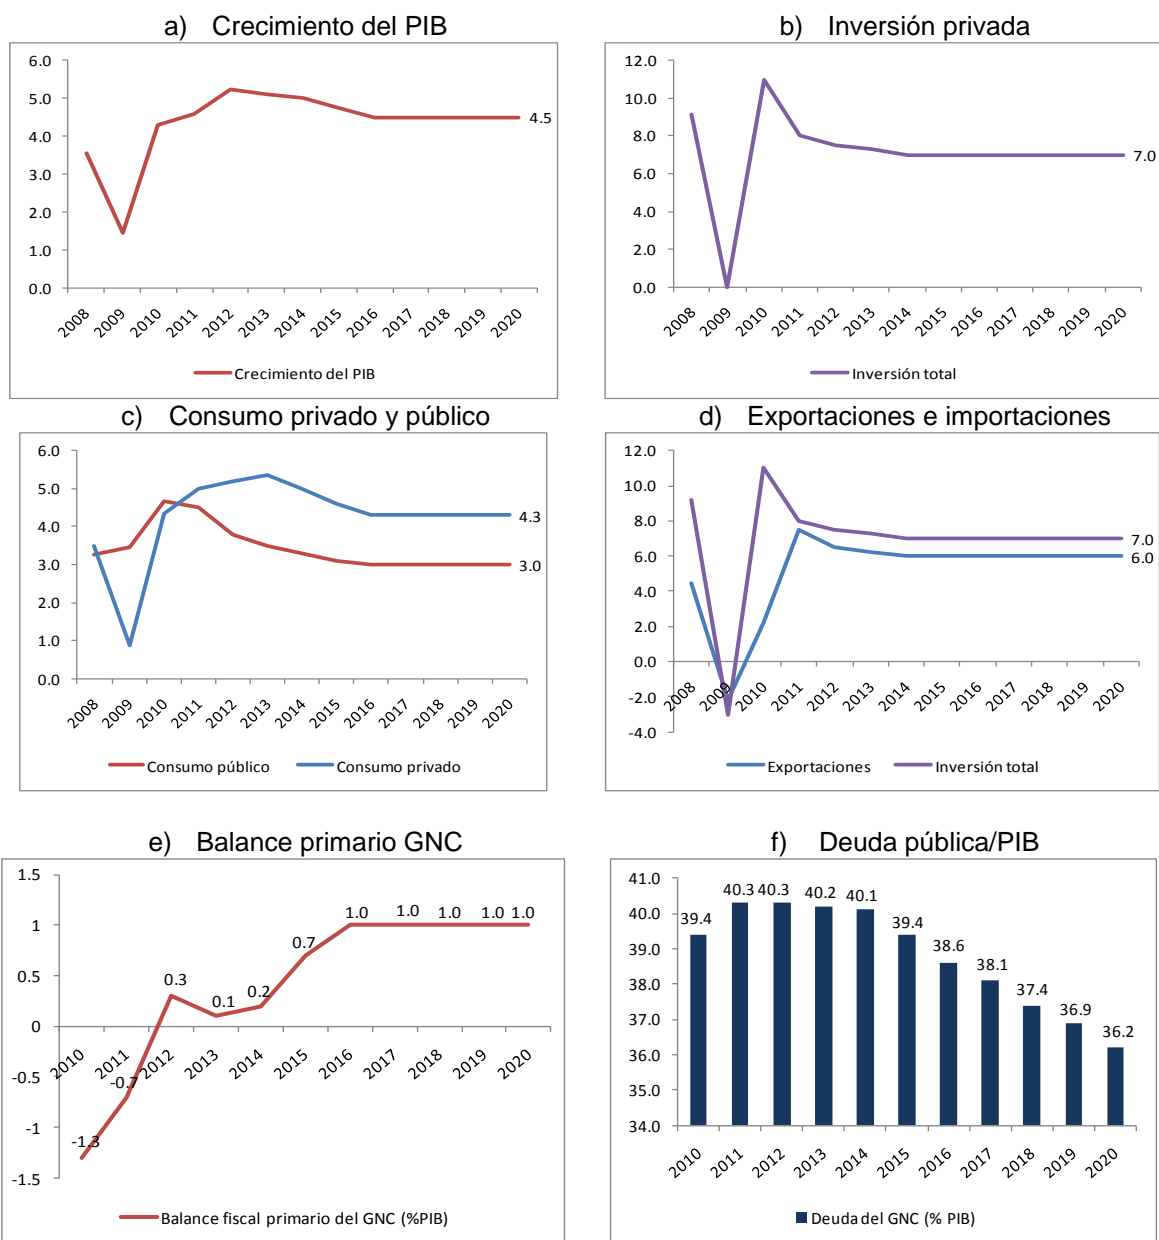 a) Crecimiento del PIB
6.0
5.0
4.0
3.0
2.0
1.0
0.0
4.5
2008 2009 2010 2011 2012 2013 2014 2015 2016 2017 2018 2019 2020
Crecimiento del PIB
b) Inversión privada
12.0
10.0
8.0
6.0
4.0
2.0
0.0
7.0
2008 2009 2010 2011 2012 2013 2014 2015 2016 2017 2018 2019 2020
Inversión total
c) Consumo privado y público
6.0
5.0
4.0
3.0
2.0
1.0
0.0
4.3
3.0
2008 2009 2010 2011 2012 2013 2014 2015 2016 2017 2018 2019 2020
Consumo público Consumo privado
d) Exportaciones e importaciones
12.0
10.0
8.0
6.0
4.0
2.0
0.0
-2.0
-4.0
7.0
6.0
2008 2009 2010 2011 2012 2013 2014 2015 2016 2017 2018 2019 2020
Exportaciones Inversión total
e) Balance primario GNC
1.5
1
0.5
0
-0.5
-1
-1.5
-1.3 -0.7 0.3 0.1 0.2 0.7 1.0 1.0 1.0 1.0 1.0
2010 2011 2012 2013 2014 2015 2016 2017 2018 2019 2020
Balance fiscal primario del GNC (%PIB)
f) Deuda pública/PIB
41.0
40.0
39.0
38.0
37.0
36.0
35.0
34.0
39.4 40.3 40.3 40.2 40.1 39.4 38.6 38.1 37.4 36.9 36.2
2010 2011 2012 2013 2014 2015 2016 2017 2018 2019 2020
Deuda del GNC (% PIB)